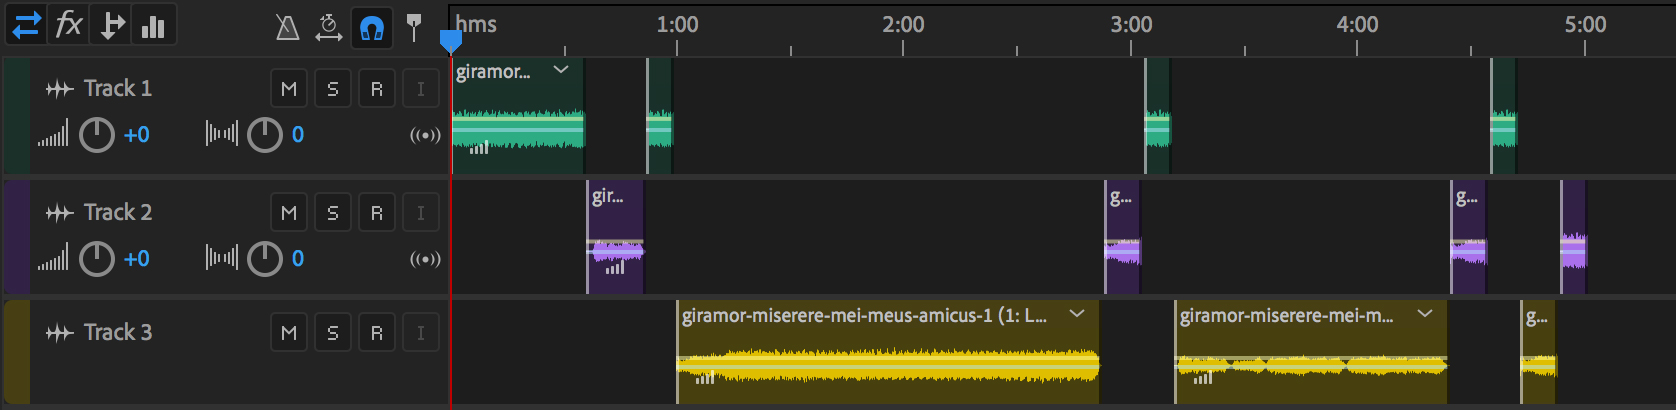 fx hms 1:00 2:00 3:00 4:00 5:00
Track 1 M S R I giramor...
+0 0
Track 2 M S R I gir... g... g...
+0 0
Track 3 M S R I giramor-miserere-mei-meus-amicus-1 (1: L... giramor-miserere-mei-m... g...